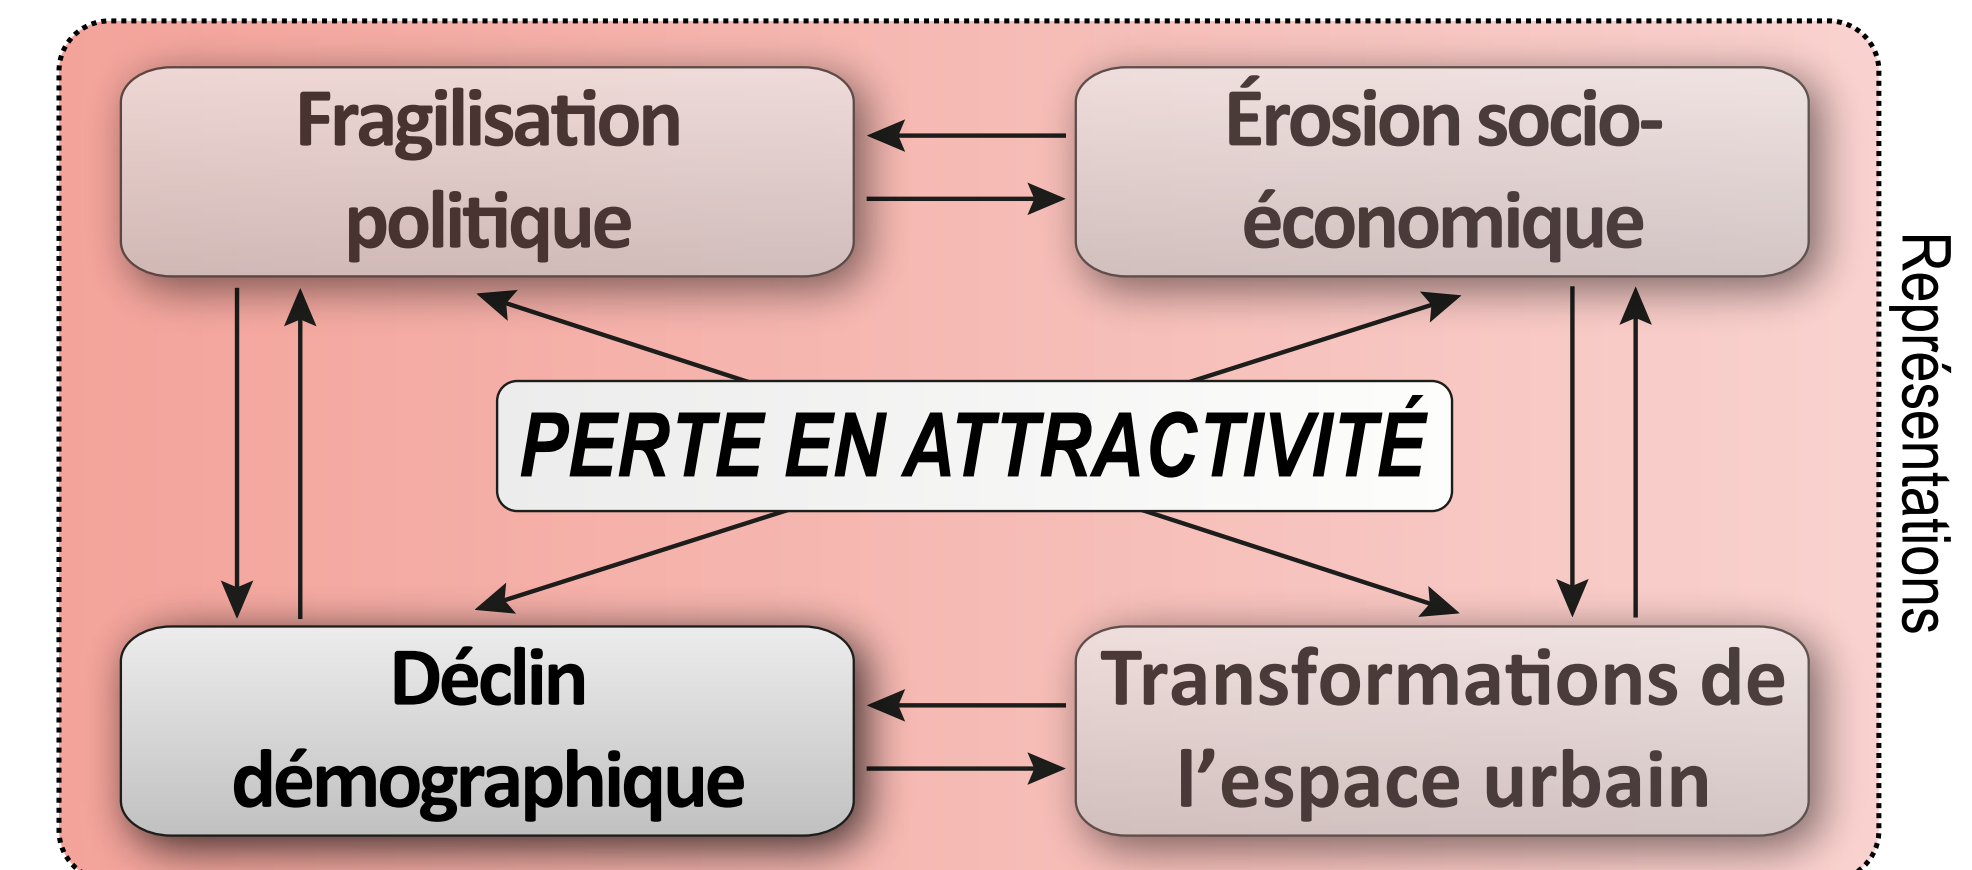 Fragilisation
politique
Érosion socio-
économique
PERTE EN ATTRACTIVITÉ
Déclin
démographique
Transformations de
l’espace urbain
Représentations